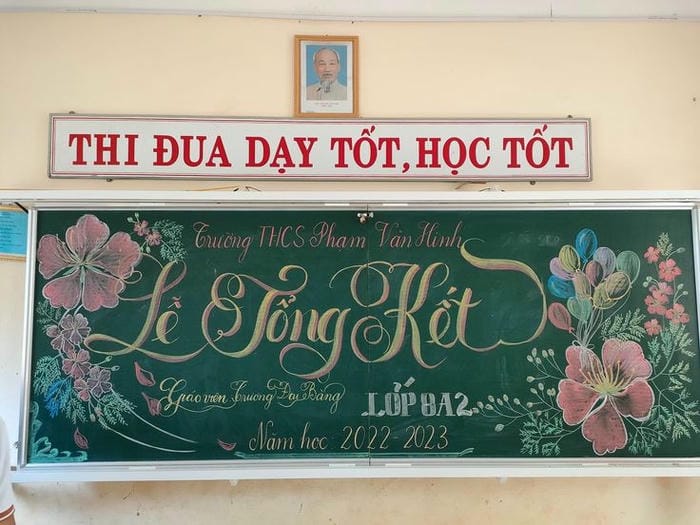 THI ĐUA DẠY TỐT, HỌC TỐT
Trường THCS Phạm Văn Hinh
Lễ Tổng Kết
Giáo viên Trương Đại Bằng
LỚP 8A2
Năm học 2022-2023